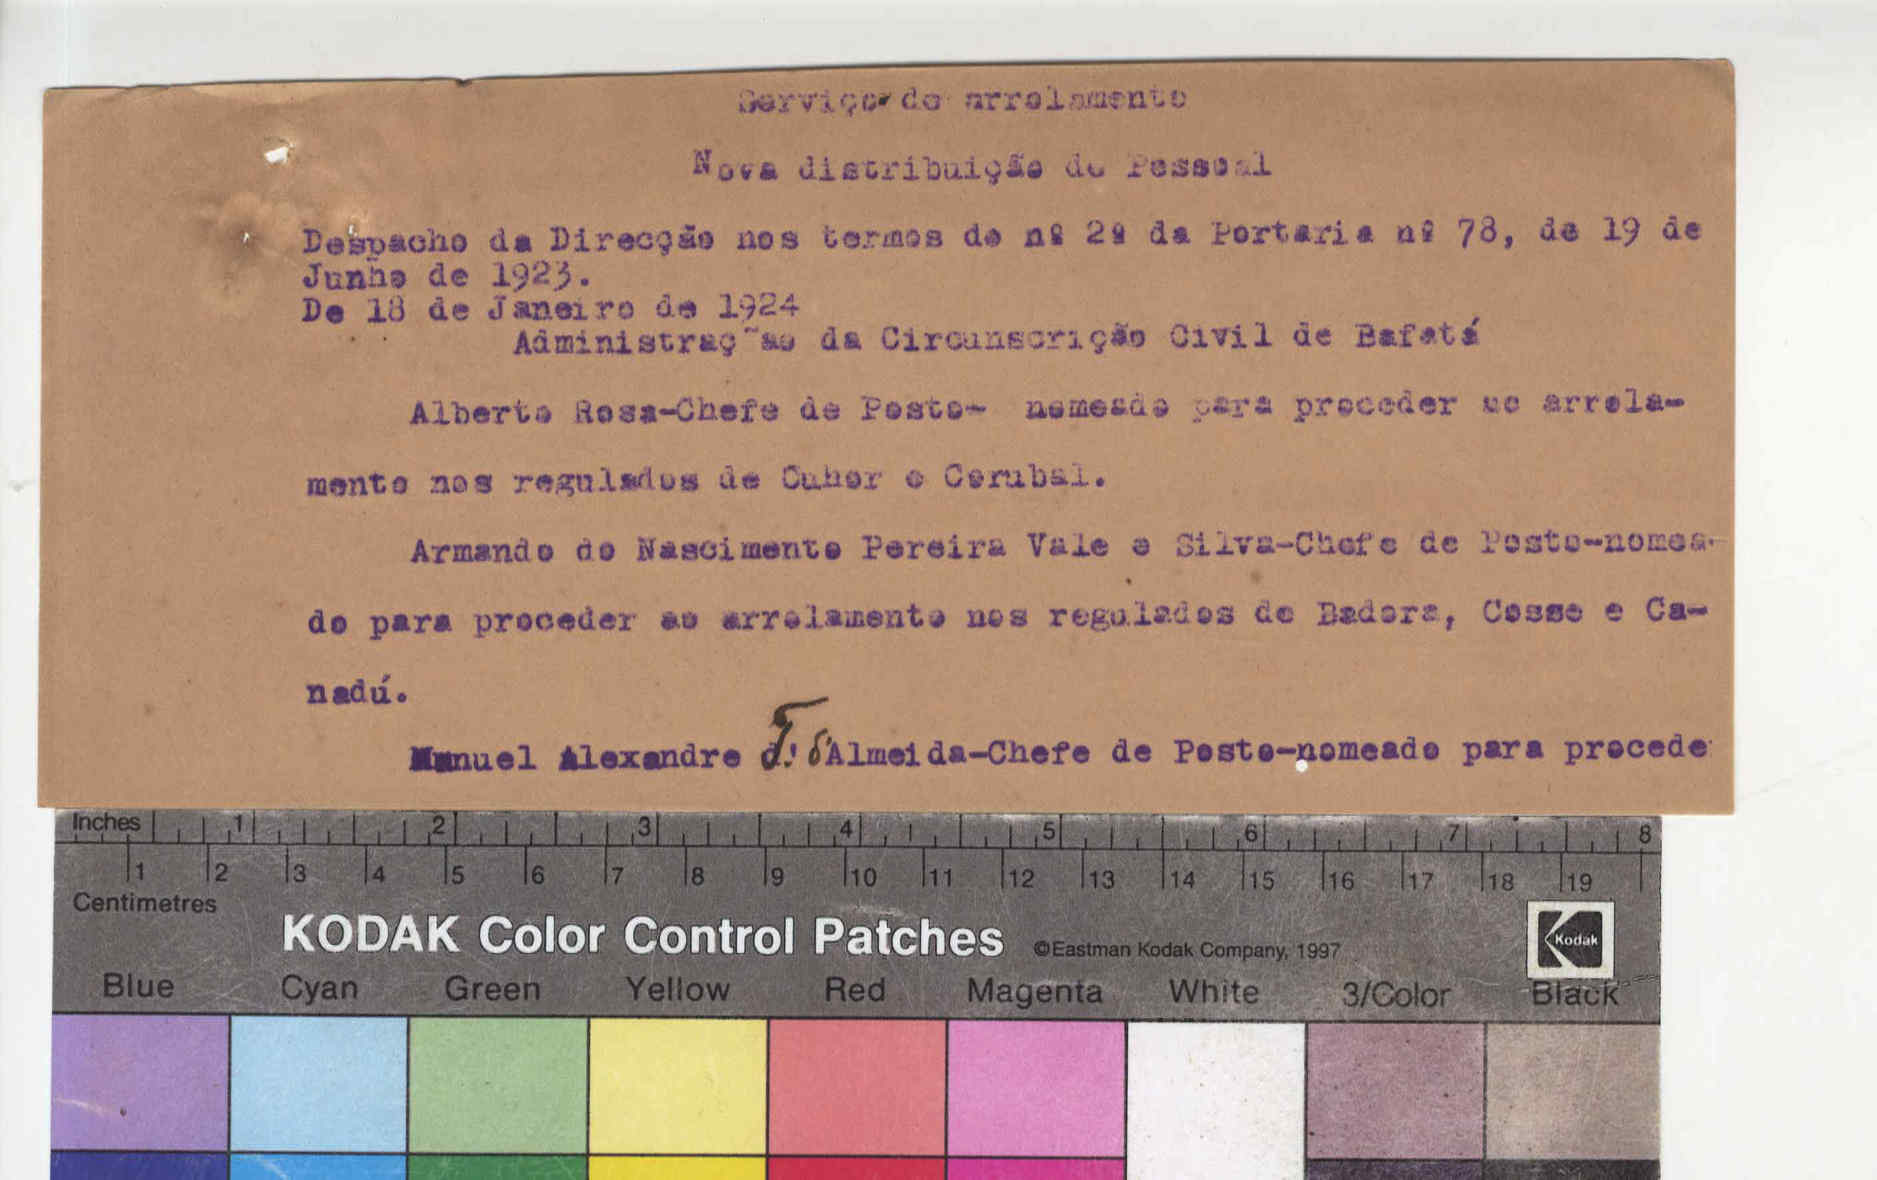 Serviço de arrolamento
Nova distribuição de Pessoal
Despacho da Direcção nos termos do nº 2º da Portaria nº 78, de 19 de
Junho de 1923.
De 18 de Janeiro de 1924
Administraç~ao da Circunscrição Civil de Bafatá
Alberto Rosa-Chefe de Posto- nomeado para proceder ao arrola-
mento nos regulados de Cuhor e Corubal.
Armando do Nascimento Pereira Vale e Silva-Chefe de Posto-nomea-
do para proceder ao arrolamento nos regulados de Badora, Cosse e Ca-
nadú.
Manuel Alexandre d'Almeida-Chefe de Posto-nomeado para procede
Inches 1 2 3 4 5 6 7 8
1 2 3 4 5 6 7 8 9 10 11 12 13 14 15 16 17 18 19
Centimetres
KODAK Color Control Patches ©Eastman Kodak Company, 1997 Kodak
Blue Cyan Green Yellow Red Magenta White 3/Color Black